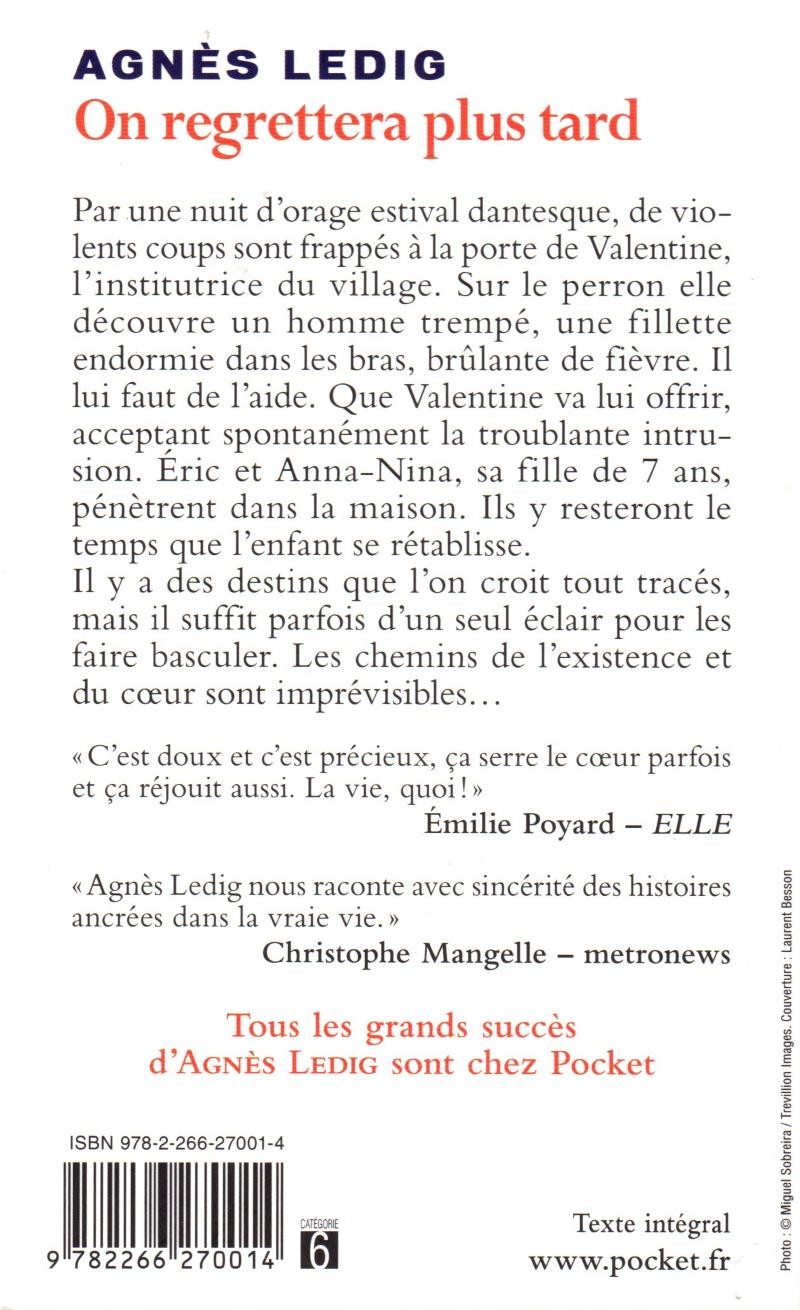 AGNÈS LEDIG
On regrettera plus tard
Par une nuit d'orage estival dantesque, de vio-
lents coups sont frappés à la porte de Valentine,
l'institutrice du village. Sur le perron elle
découvre un homme trempé, une fillette
endormie dans les bras, brûlante de fièvre. Il
lui faut de l'aide. Que Valentine va lui offrir,
acceptant spontanément la troublante intru-
sion. Éric et Anna-Nina, sa fille de 7 ans,
pénètrent dans la maison. Ils y resteront le
temps que l'enfant se rétablisse.
Il y a des destins que l'on croit tout tracés,
mais il suffit parfois d'un seul éclair pour les
faire basculer. Les chemins de l'existence et
du cœur sont imprévisibles…
« C'est doux et c'est précieux, ça serre le cœur parfois
et ça réjouit aussi. La vie, quoi ! »
Émilie Poyard – ELLE
« Agnès Ledig nous raconte avec sincérité des histoires
ancrées dans la vraie vie. »
Christophe Mangelle – metronews
Tous les grands succès
d'AGNÈS LEDIG sont chez Pocket
ISBN 978-2-266-27001-4
9 782266 270014
CATÉGORIE
6
Texte intégral
www.pocket.fr
Photo : © Miguel Sobreira / Trevillion Images. Couverture : Laurent Besson